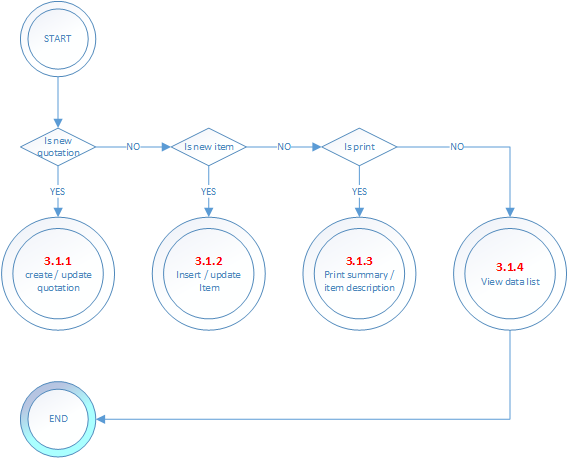 START
Is new
quotation
NO
Is new item
NO
Is print
NO
YES
YES
YES
3.1.1
create / update
quotation
3.1.2
Insert / update
Item
3.1.3
Print summary /
item description
3.1.4
View data list
END